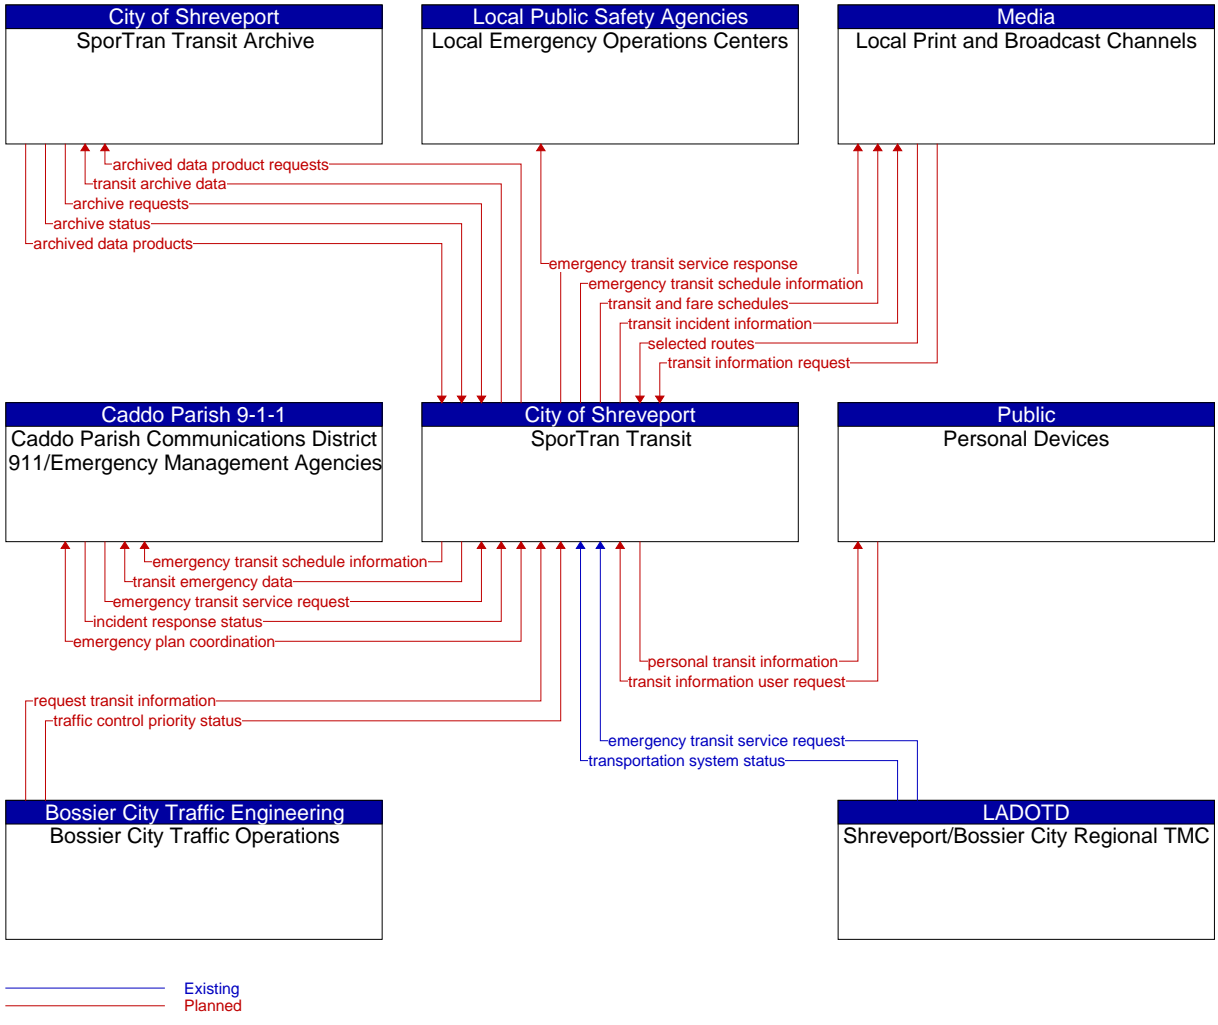 City of Shreveport
SporTran Transit Archive
Local Public Safety Agencies
Local Emergency Operations Centers
Media
Local Print and Broadcast Channels
archived data product requests
transit archive data
archive requests
archive status
archived data products
emergency transit service response
emergency transit schedule information
transit and fare schedules
transit incident information
selected routes
transit information request
Caddo Parish 9-1-1
Caddo Parish Communications District
911/Emergency Management Agencies
City of Shreveport
SporTran Transit
Public
Personal Devices
emergency transit schedule information
transit emergency data
emergency transit service request
incident response status
emergency plan coordination
personal transit information
transit information user request
request transit information
traffic control priority status
emergency transit service request
transportation system status
Bossier City Traffic Engineering
Bossier City Traffic Operations
LADOTD
Shreveport/Bossier City Regional TMC
Existing
Planned